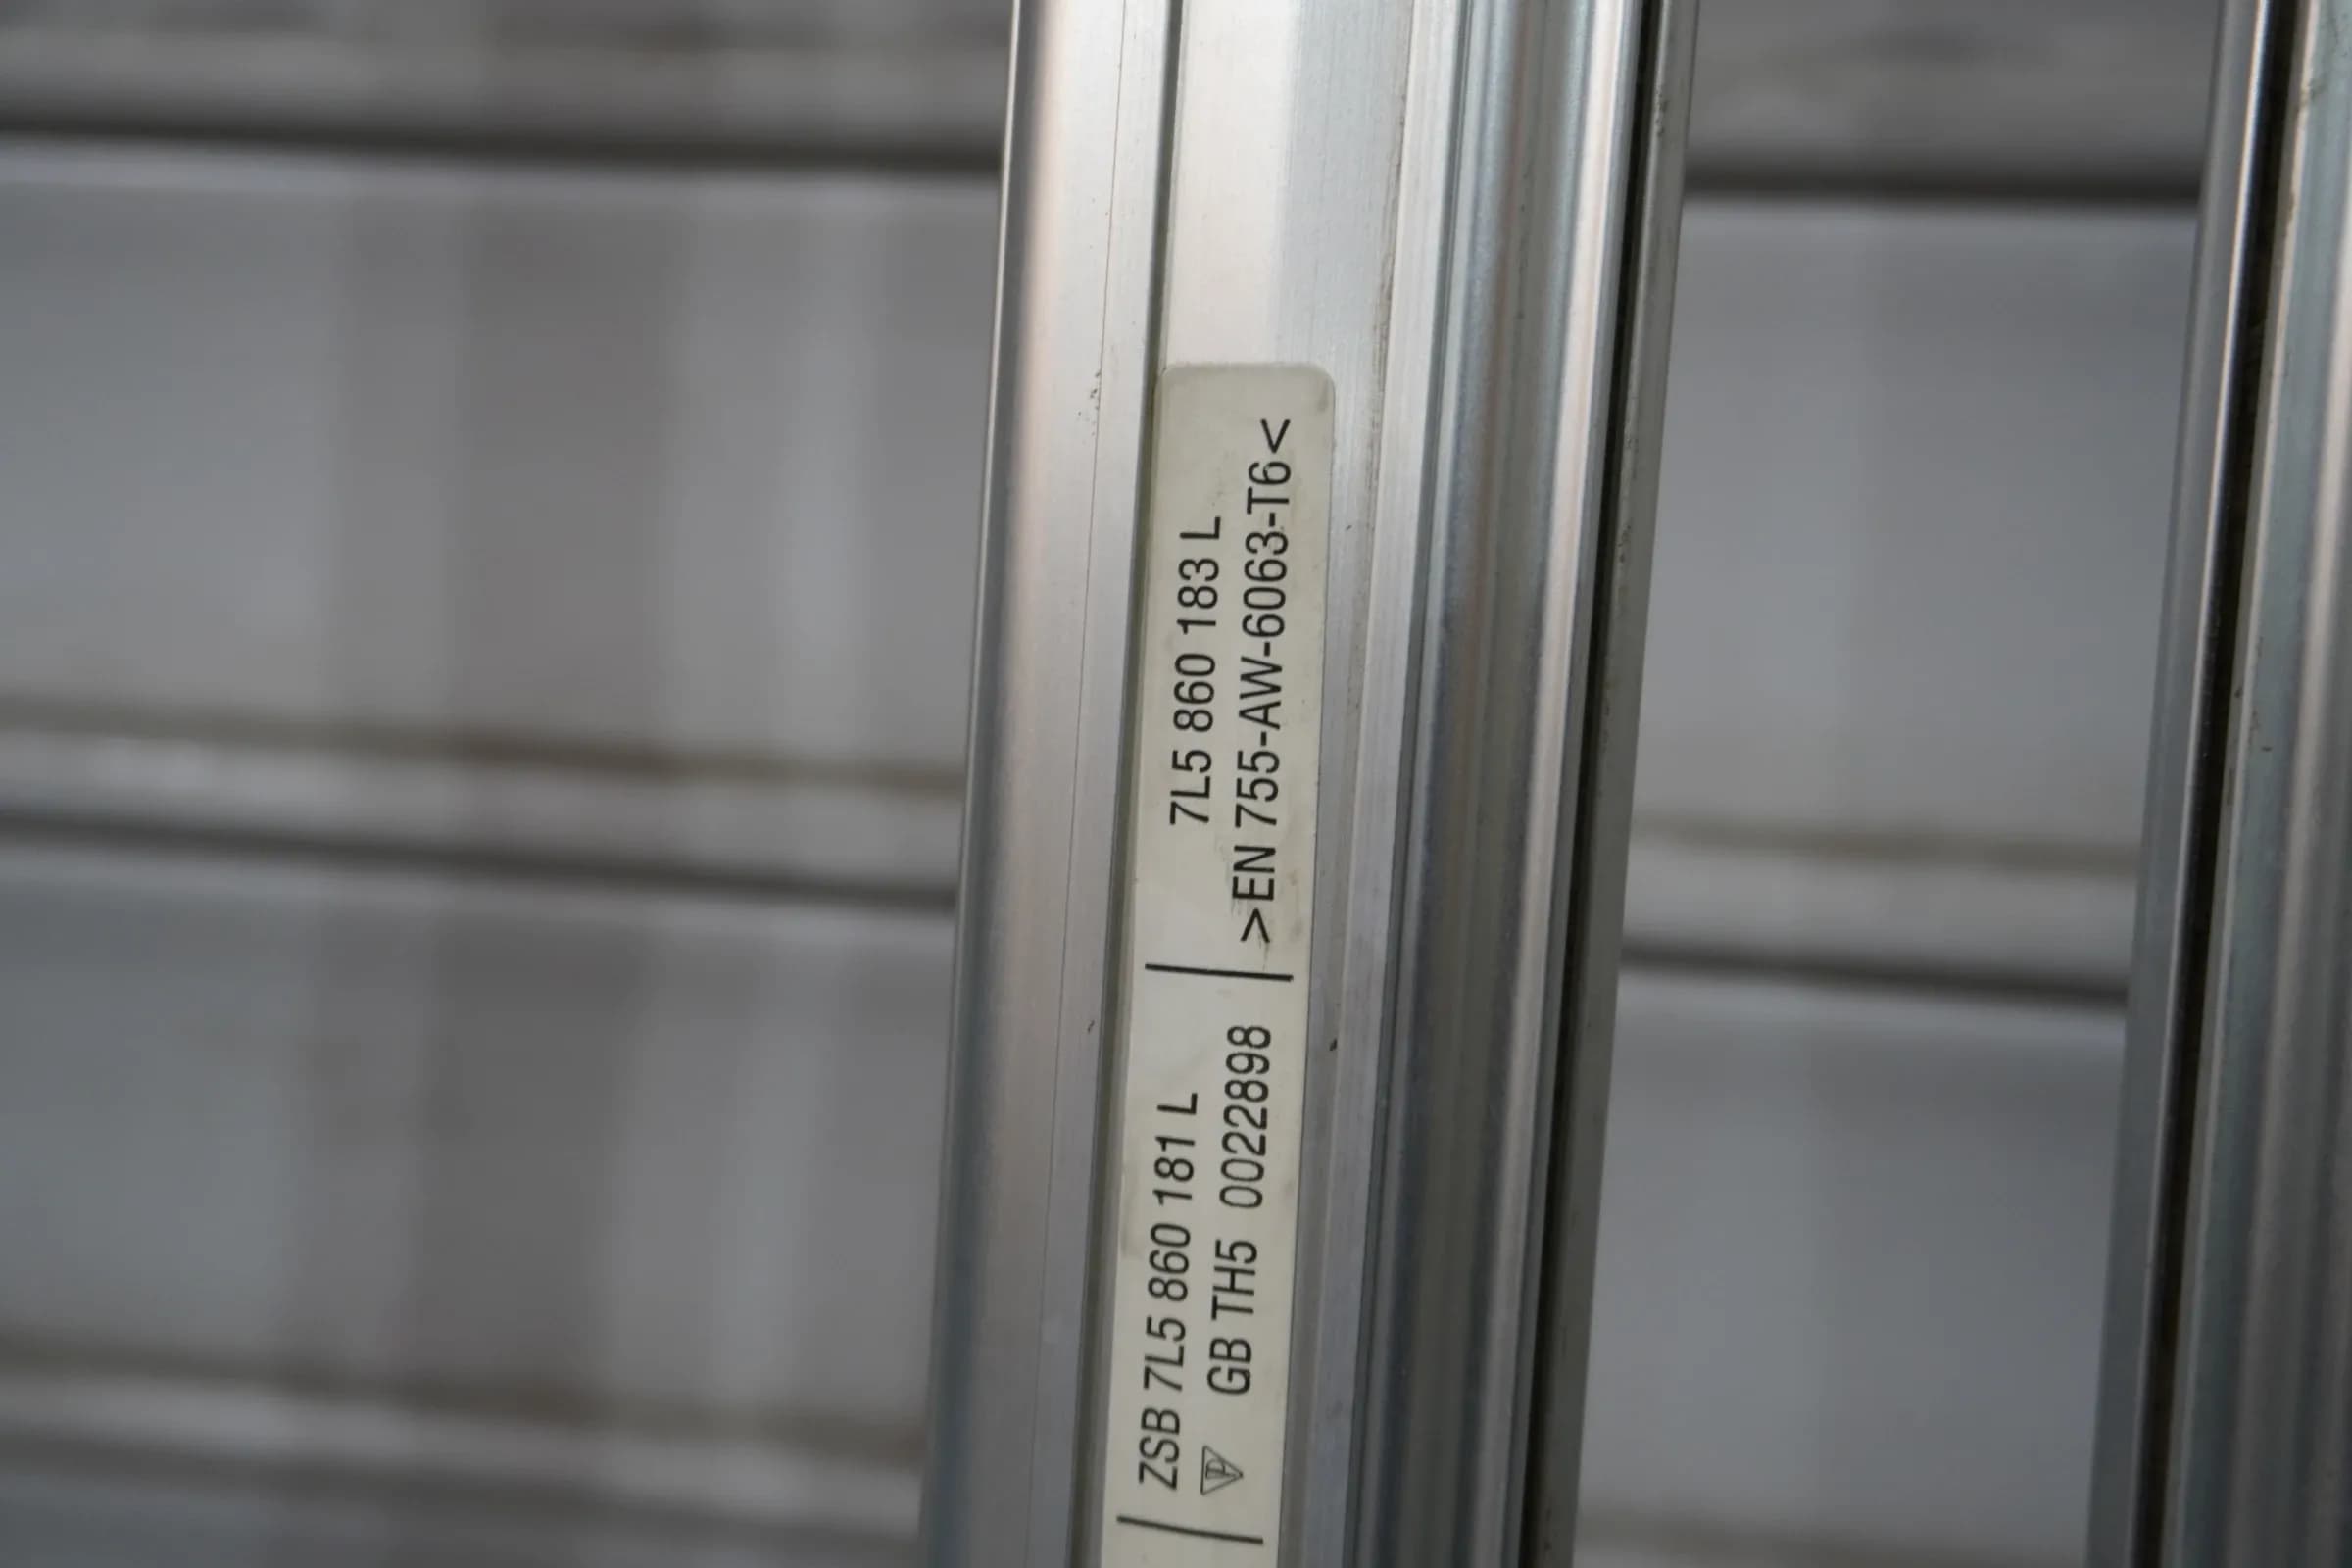 ZSB 7L5 860 181 L
GB TH5 0022898
7L5 860 183 L
>EN 755-AW-6063-T6<